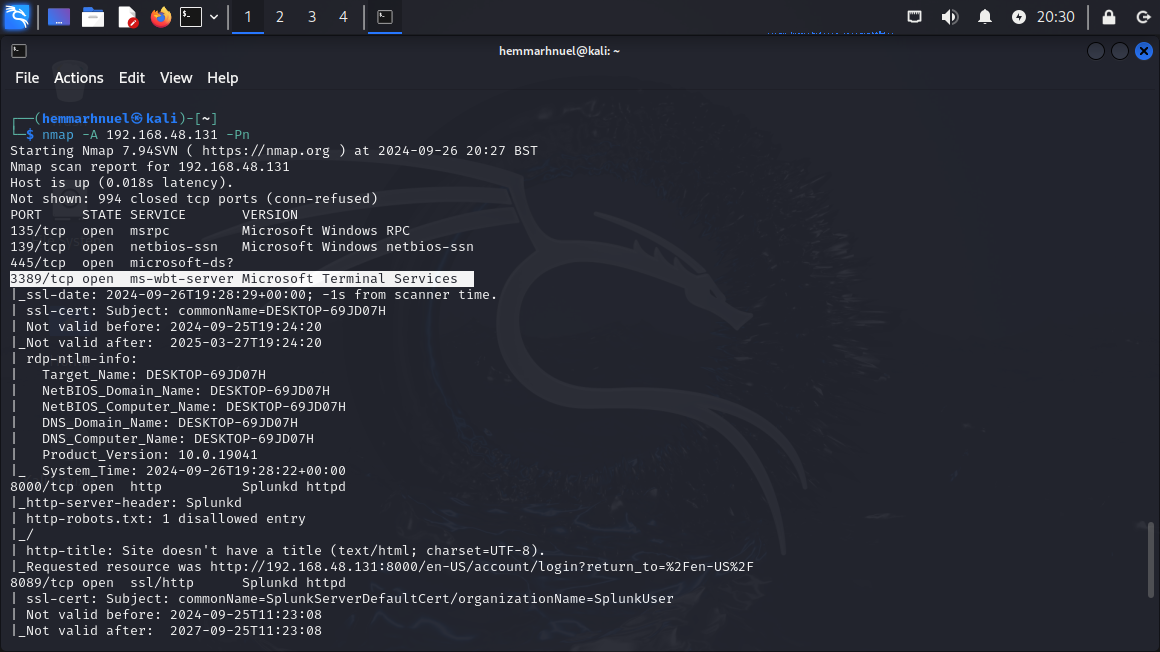 1 2 3 4 20:30
hemmarhnuel@kali: ~
File Actions Edit View Help
┌──(hemmarhnuel㉿kali)-[~]
└─$ nmap -A 192.168.48.131 -Pn
Starting Nmap 7.94SVN ( https://nmap.org ) at 2024-09-26 20:27 BST
Nmap scan report for 192.168.48.131
Host is up (0.018s latency).
Not shown: 994 closed tcp ports (conn-refused)
PORT     STATE SERVICE       VERSION
135/tcp  open  msrpc         Microsoft Windows RPC
139/tcp  open  netbios-ssn   Microsoft Windows netbios-ssn
445/tcp  open  microsoft-ds?
3389/tcp open  ms-wbt-server Microsoft Terminal Services
|_ssl-date: 2024-09-26T19:28:29+00:00; -1s from scanner time.
| ssl-cert: Subject: commonName=DESKTOP-69JD07H
| Not valid before: 2024-09-25T19:24:20
|_Not valid after:  2025-03-27T19:24:20
| rdp-ntlm-info:
|   Target_Name: DESKTOP-69JD07H
|   NetBIOS_Domain_Name: DESKTOP-69JD07H
|   NetBIOS_Computer_Name: DESKTOP-69JD07H
|   DNS_Domain_Name: DESKTOP-69JD07H
|   DNS_Computer_Name: DESKTOP-69JD07H
|   Product_Version: 10.0.19041
|_  System_Time: 2024-09-26T19:28:22+00:00
8000/tcp open  http          Splunkd httpd
|_http-server-header: Splunkd
| http-robots.txt: 1 disallowed entry
|_/
| http-title: Site doesn't have a title (text/html; charset=UTF-8).
|_Requested resource was http://192.168.48.131:8000/en-US/account/login?return_to=%2Fen-US%2F
8089/tcp open  ssl/http      Splunkd httpd
| ssl-cert: Subject: commonName=SplunkServerDefaultCert/organizationName=SplunkUser
| Not valid before: 2024-09-25T11:23:08
|_Not valid after:  2027-09-25T11:23:08